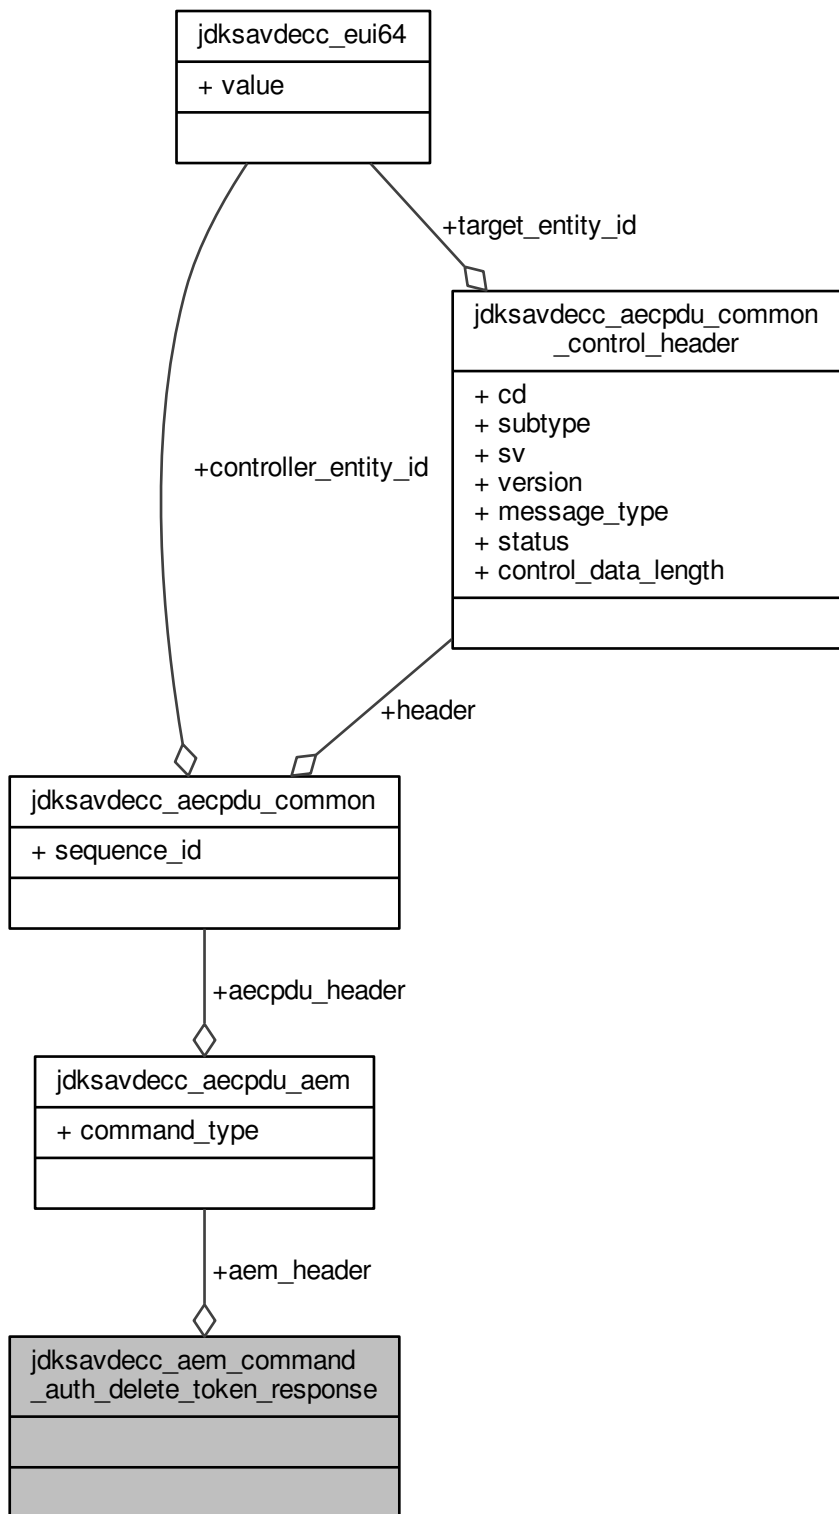 jdksavdecc_eui64
+ value
+target_entity_id
jdksavdecc_aecpdu_common
_control_header
+ cd
+ subtype
+ sv
+ version
+ message_type
+ status
+ control_data_length
+controller_entity_id
+header
jdksavdecc_aecpdu_common
+ sequence_id
+aecpdu_header
jdksavdecc_aecpdu_aem
+ command_type
+aem_header
jdksavdecc_aem_command
_auth_delete_token_response